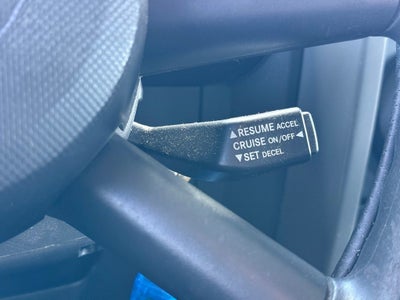 ▲RESUME ACCEL
CRUISE ON/OFF◄
▼SET DECEL